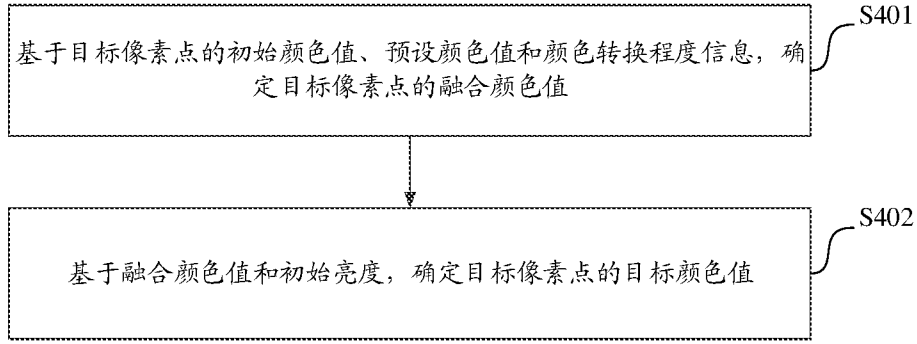 S401
基于目标像素点的初始颜色值、预设颜色值和颜色转换程度信息，确
定目标像素点的融合颜色值
S402
基于融合颜色值和初始亮度，确定目标像素点的目标颜色值